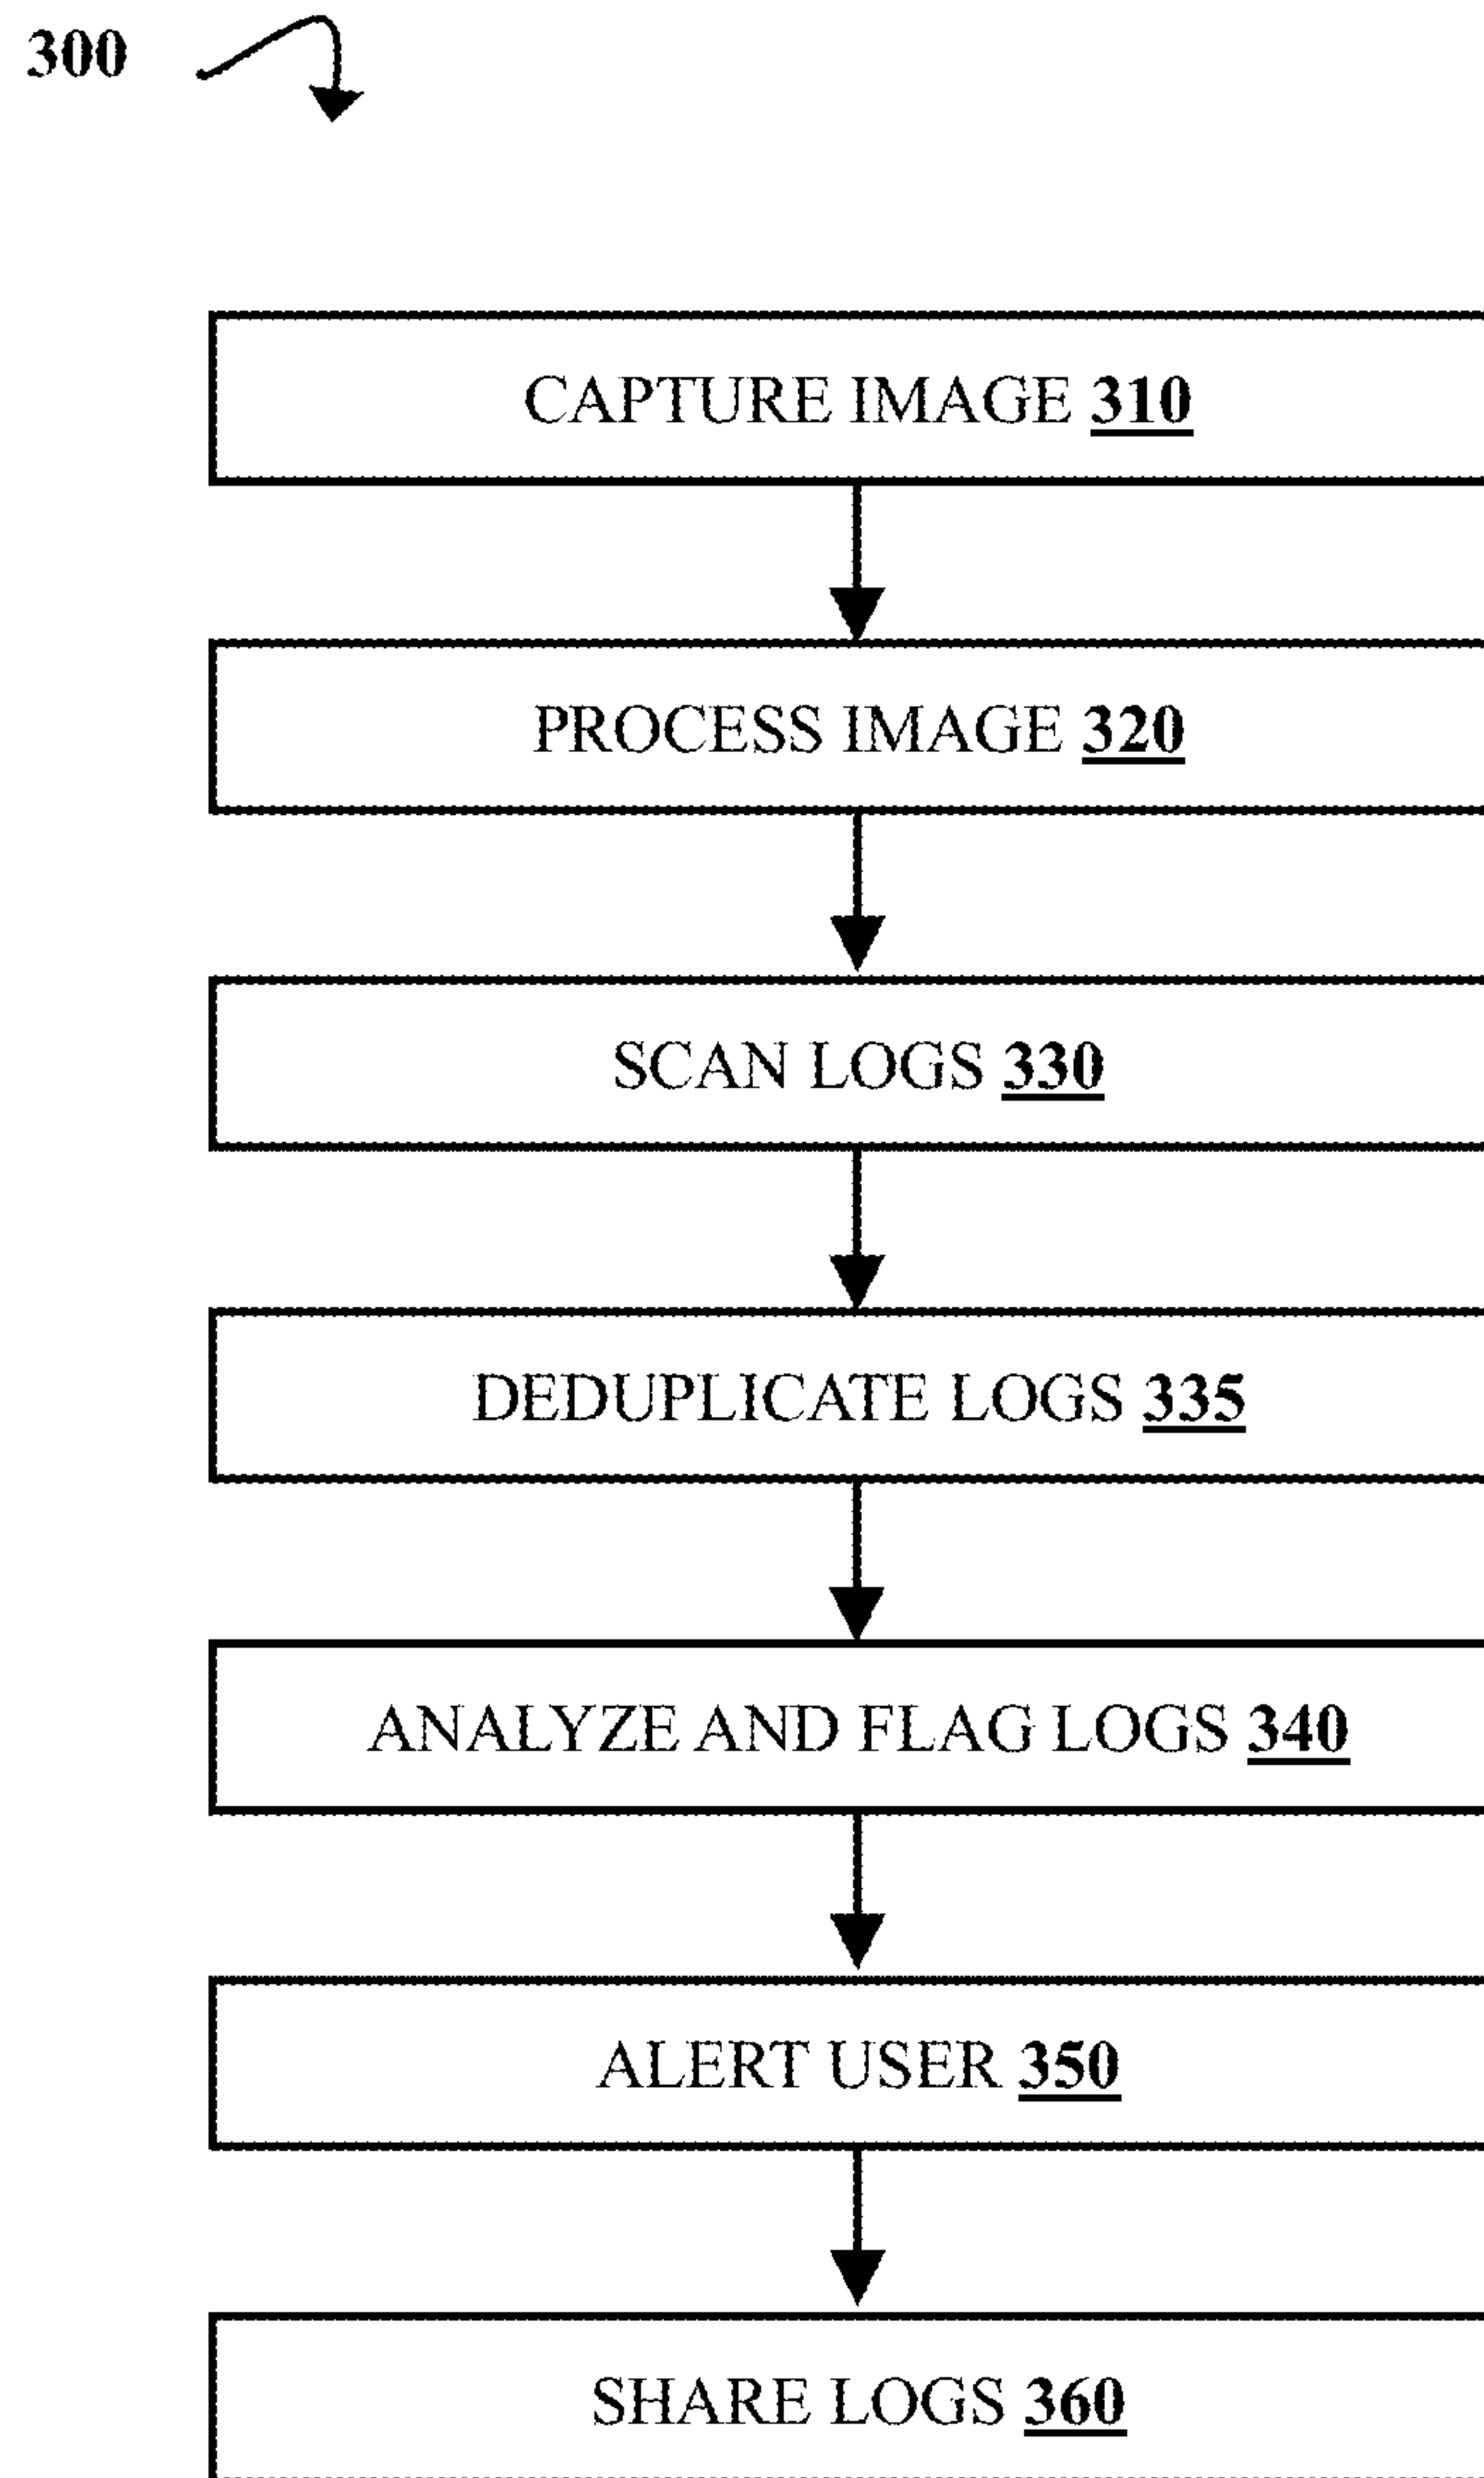 300
CAPTURE IMAGE 310
PROCESS IMAGE 320
SCAN LOGS 330
DEDUPLICATE LOGS 335
ANALYZE AND FLAG LOGS 340
ALERT USER 350
SHARE LOGS 360